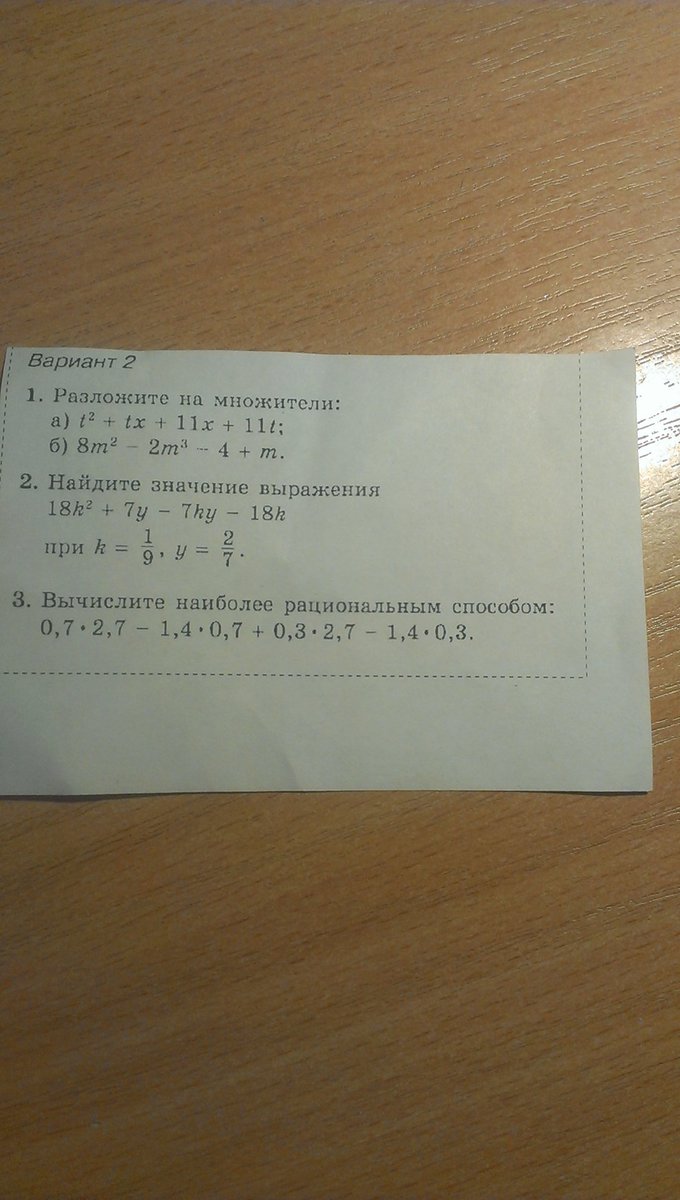 Вариант 2
1. Разложите на множители:
а) t² + tx + 11x + 11t;
б) 8m² − 2m³ − 4 + m.
2. Найдите значение выражения
18k² + 7y − 7ky − 18k
при k = 1/9, y = 2/7.
3. Вычислите наиболее рациональным способом:
0,7 · 2,7 − 1,4 · 0,7 + 0,3 · 2,7 − 1,4 · 0,3.